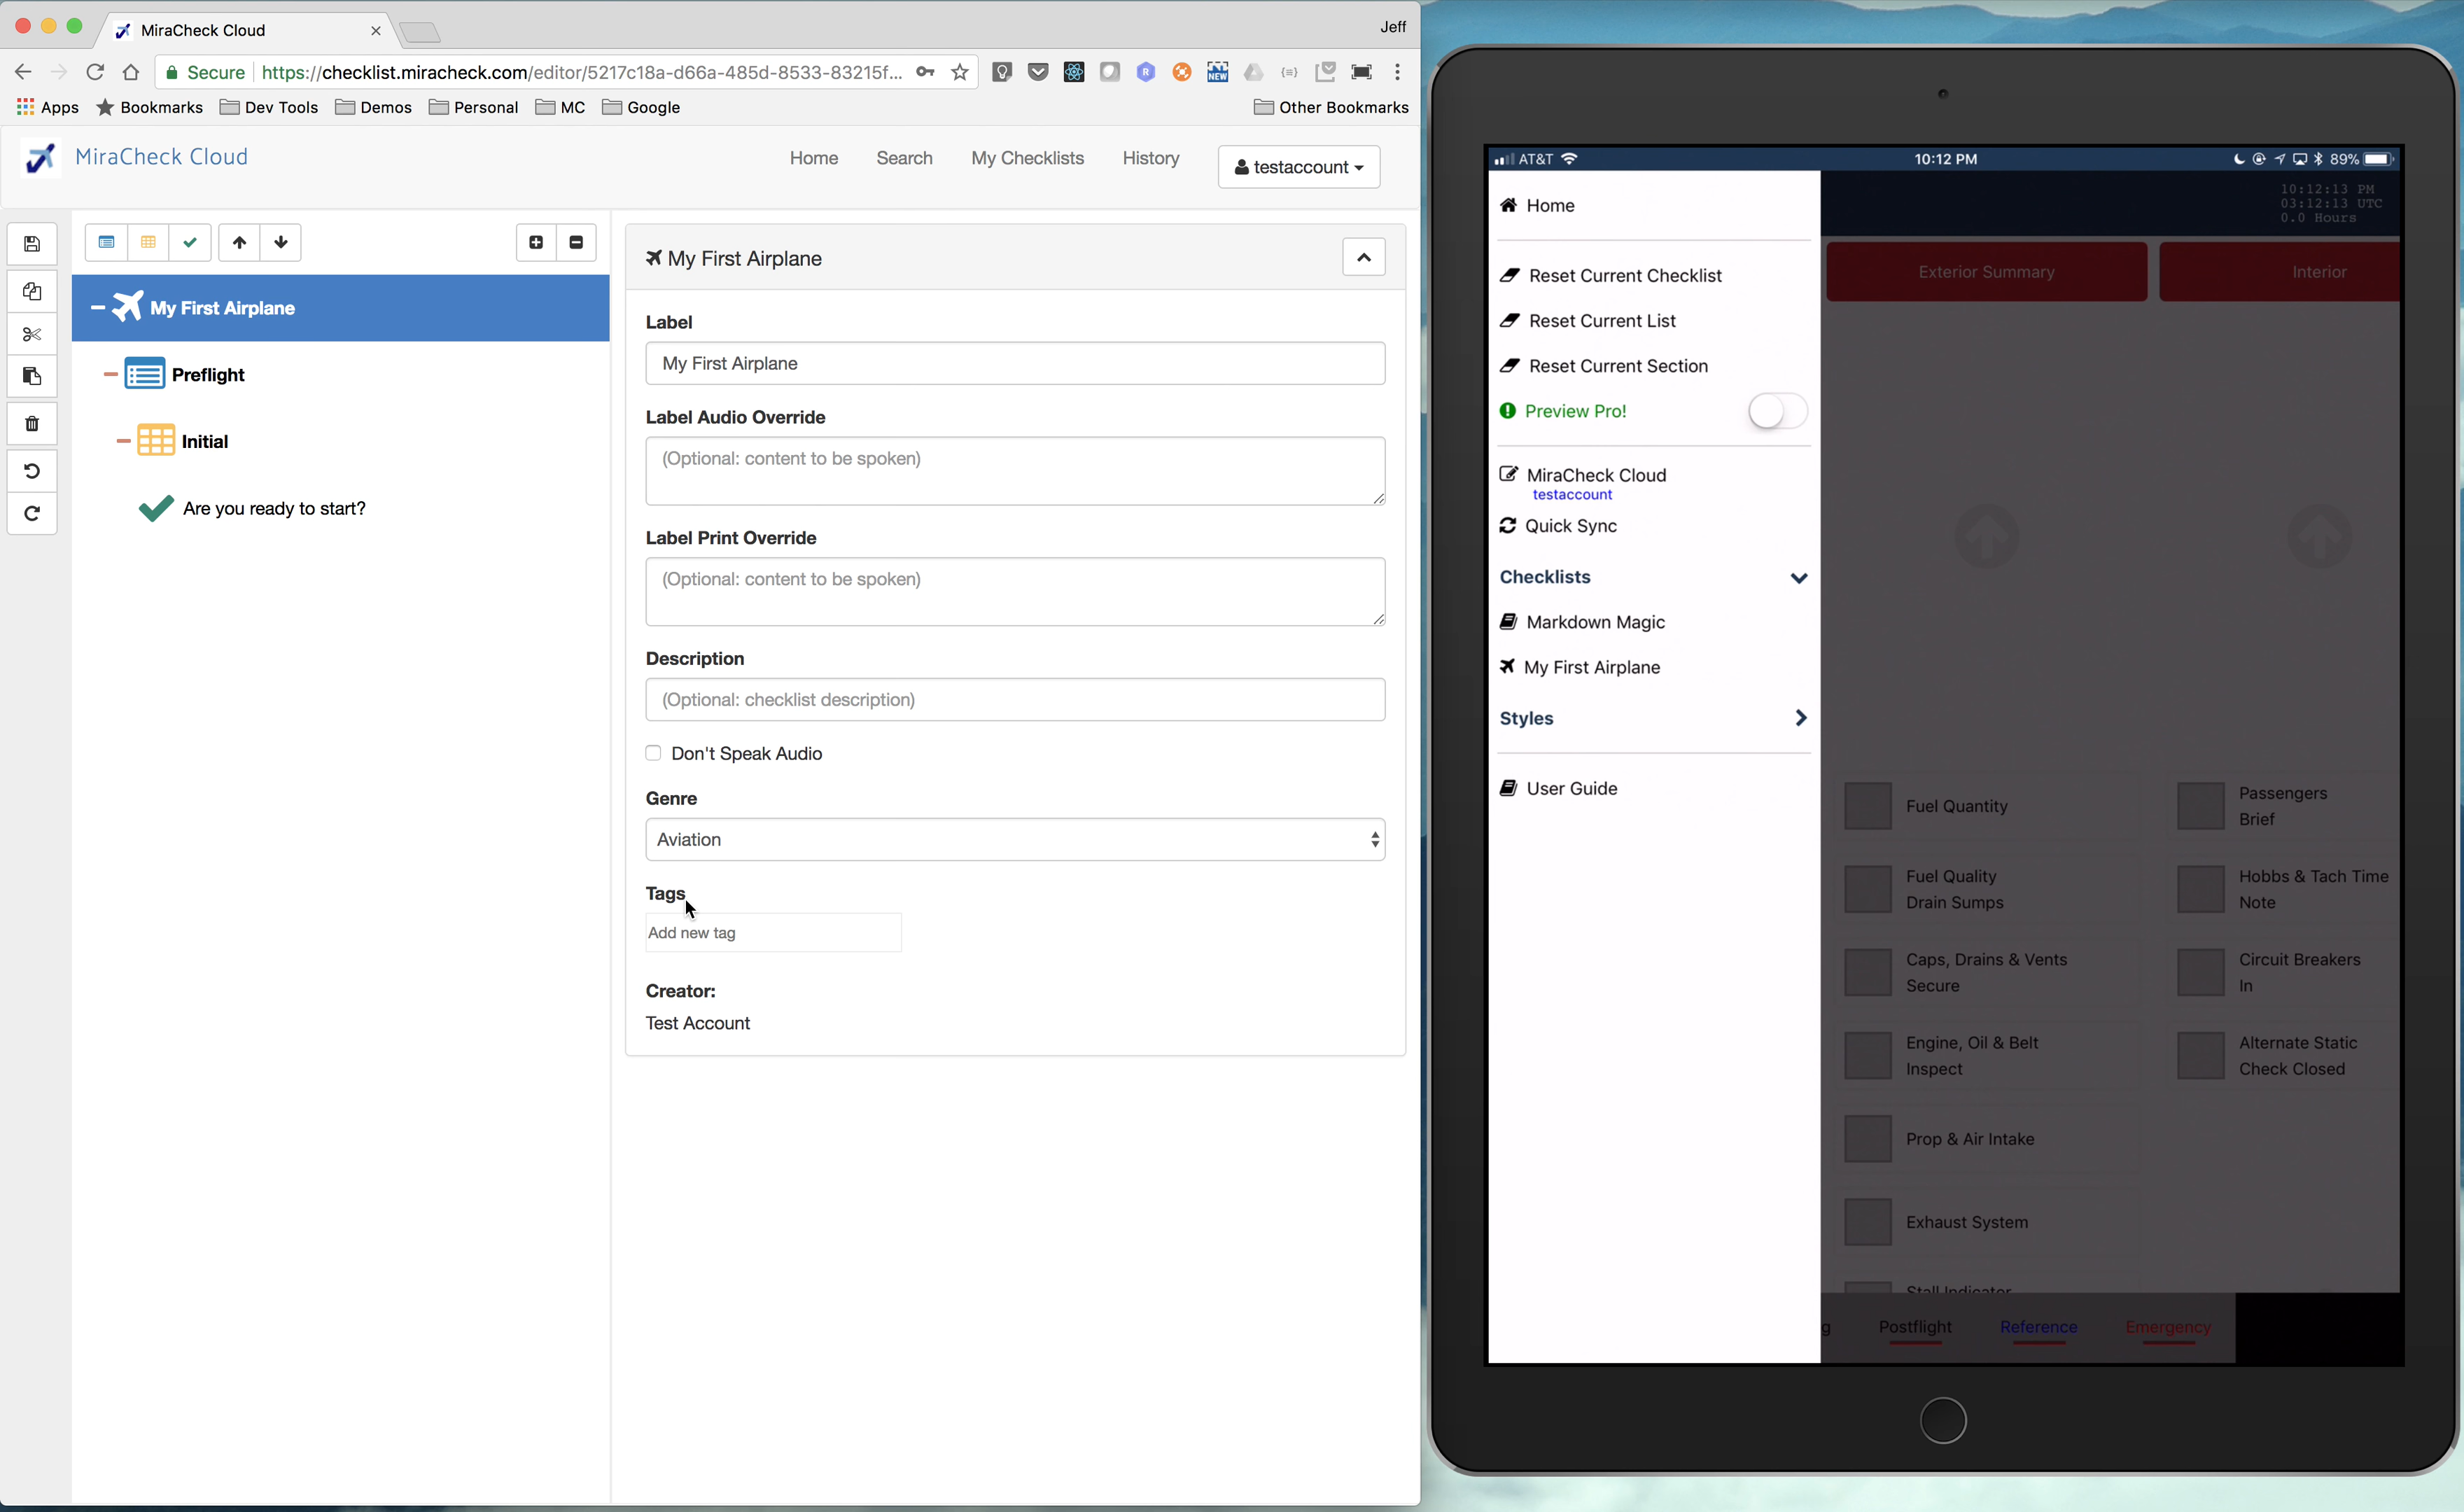 MiraCheck Cloud
Jeff
Secure https://checklist.miracheck.com/editor/5217c18a-d66a-485d-8533-83215f...
Apps Bookmarks Dev Tools Demos Personal MC Google Other Bookmarks
MiraCheck Cloud
Home Search My Checklists History testaccount
My First Airplane
Preflight
Initial
Are you ready to start?
My First Airplane
Label
My First Airplane
Label Audio Override
(Optional: content to be spoken)
Label Print Override
(Optional: content to be spoken)
Description
(Optional: checklist description)
Don't Speak Audio
Genre
Aviation
Tags
Add new tag
Creator:
Test Account
AT&T 10:12 PM 89%
Home
Reset Current Checklist
Reset Current List
Reset Current Section
Preview Pro!
MiraCheck Cloud
testaccount
Quick Sync
Checklists
Markdown Magic
My First Airplane
Styles
User Guide
10:12:13 PM
03:12:13 UTC
0.0 Hours
Exterior Summary
Interior
Fuel Quantity
Fuel Quality
Drain Sumps
Caps, Drains & Vents
Secure
Engine, Oil & Belt
Inspect
Prop & Air Intake
Exhaust System
Stall Indicator
Passengers
Brief
Hobbs & Tach Time
Note
Circuit Breakers
In
Alternate Static
Check Closed
g Postflight Reference Emergency